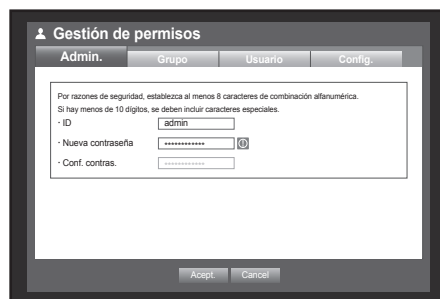 Gestión de permisos
Admin. Grupo Usuario Config.
Por razones de seguridad, establezca al menos 8 caracteres de combinación alfanumérica.
Si hay menos de 10 dígitos, se deben incluir caracteres especiales.
· ID admin
· Nueva contraseña ************
· Conf. contras. ************
Acept. Cancel